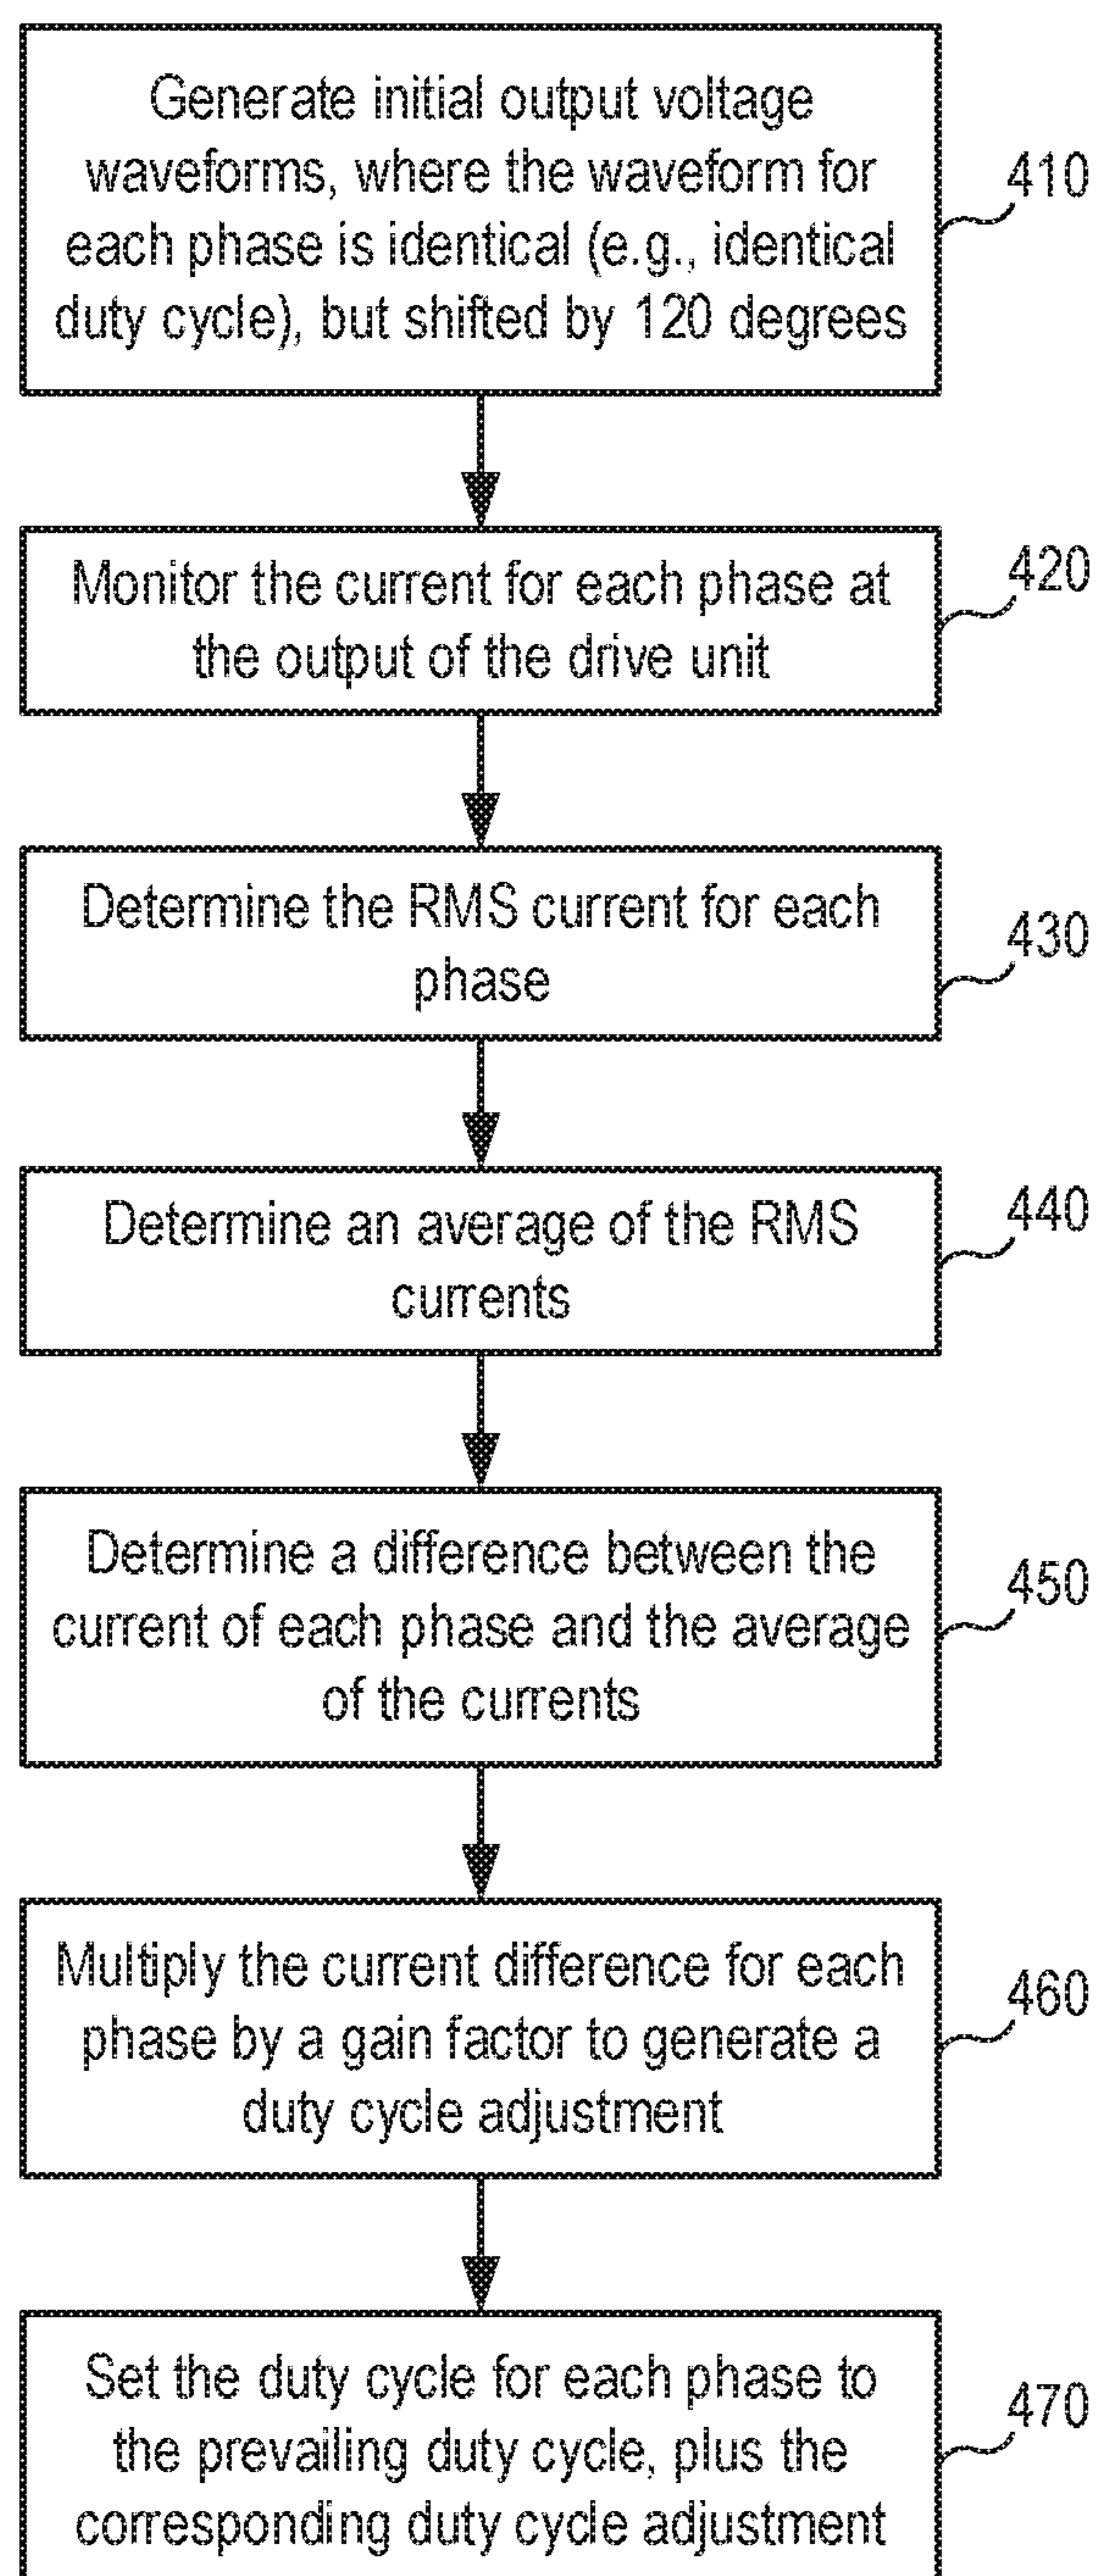 Generate initial output voltage
waveforms, where the waveform for
each phase is identical (e.g., identical
duty cycle), but shifted by 120 degrees
410
Monitor the current for each phase at
the output of the drive unit
420
Determine the RMS current for each
phase
430
Determine an average of the RMS
currents
440
Determine a difference between the
current of each phase and the average
of the currents
450
Multiply the current difference for each
phase by a gain factor to generate a
duty cycle adjustment
460
Set the duty cycle for each phase to
the prevailing duty cycle, plus the
corresponding duty cycle adjustment
470